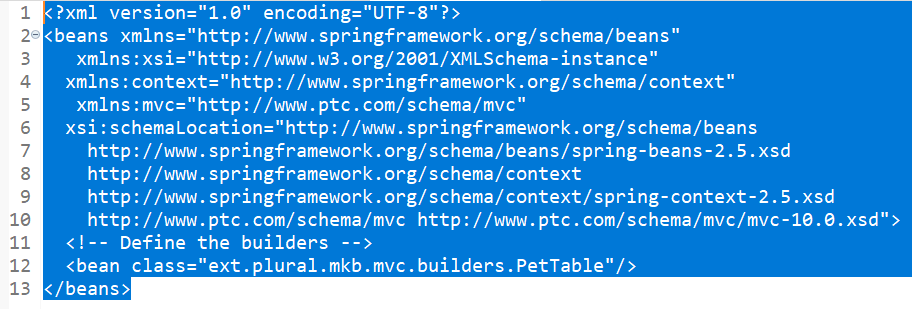 1 <?xml version="1.0" encoding="UTF-8"?>
2 <beans xmlns="http://www.springframework.org/schema/beans"
3 xmlns:xsi="http://www.w3.org/2001/XMLSchema-instance"
4 xmlns:context="http://www.springframework.org/schema/context"
5 xmlns:mvc="http://www.ptc.com/schema/mvc"
6 xsi:schemaLocation="http://www.springframework.org/schema/beans
7 http://www.springframework.org/schema/beans/spring-beans-2.5.xsd
8 http://www.springframework.org/schema/context
9 http://www.springframework.org/schema/context/spring-context-2.5.xsd
10 http://www.ptc.com/schema/mvc http://www.ptc.com/schema/mvc/mvc-10.0.xsd">
11 <!-- Define the builders -->
12 <bean class="ext.plural.mkb.mvc.builders.PetTable"/>
13 </beans>